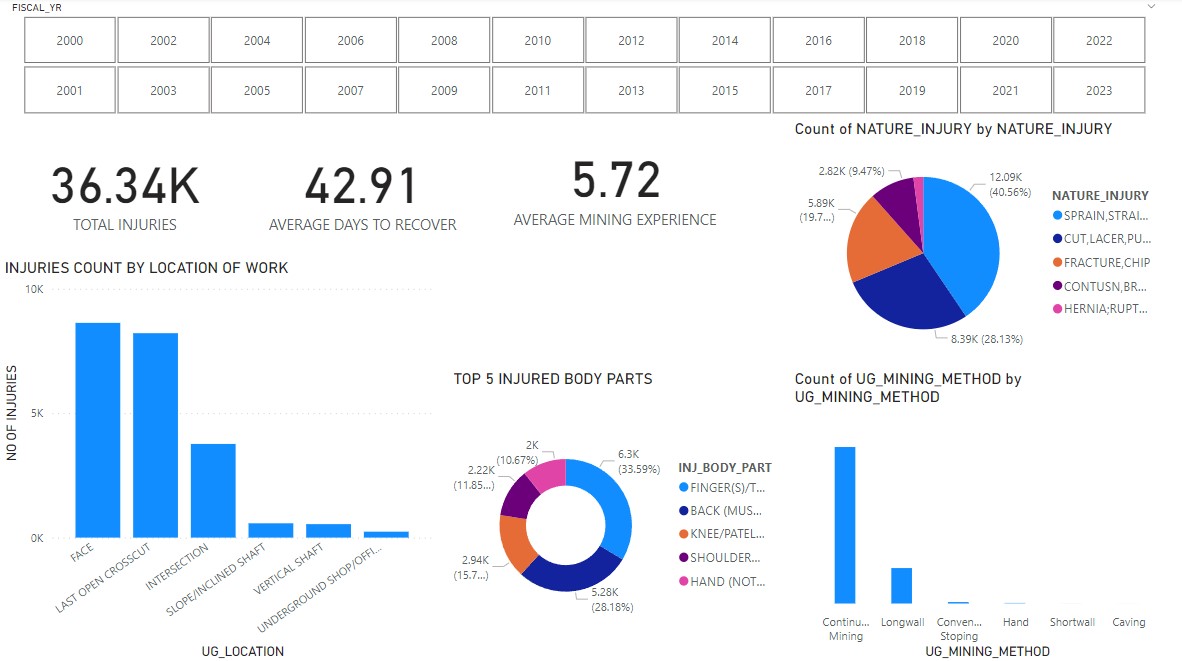 FISCAL_YR
2000 2002 2004 2006 2008 2010 2012 2014 2016 2018 2020 2022
2001 2003 2005 2007 2009 2011 2013 2015 2017 2019 2021 2023
36.34K
TOTAL INJURIES
42.91
AVERAGE DAYS TO RECOVER
5.72
AVERAGE MINING EXPERIENCE
Count of NATURE_INJURY by NATURE_INJURY
2.82K (9.47%)
12.09K
(40.56%)
5.89K
(19.7...)
8.39K (28.13%)
NATURE_INJURY
SPRAIN,STRAI...
CUT,LACER,PU...
FRACTURE,CHIP
CONTUSN,BR...
HERNIA;RUPT...
INJURIES COUNT BY LOCATION OF WORK
10K
5K
0K
NO OF INJURIES
FACE
LAST OPEN CROSSCUT
INTERSECTION
SLOPE/INCLINED SHAFT
VERTICAL SHAFT
UNDERGROUND SHOP/OFFI...
UG_LOCATION
TOP 5 INJURED BODY PARTS
2K
(10.67%)
6.3K
(33.59%)
2.22K
(11.85...)
2.94K
(15.7...)
5.28K
(28.18%)
INJ_BODY_PART
FINGER(S)/T...
BACK (MUS...
KNEE/PATEL...
SHOULDER...
HAND (NOT...
Count of UG_MINING_METHOD by
UG_MINING_METHOD
Continu...
Mining
Longwall
Conven...
Stoping
Hand
Shortwall
Caving
UG_MINING_METHOD